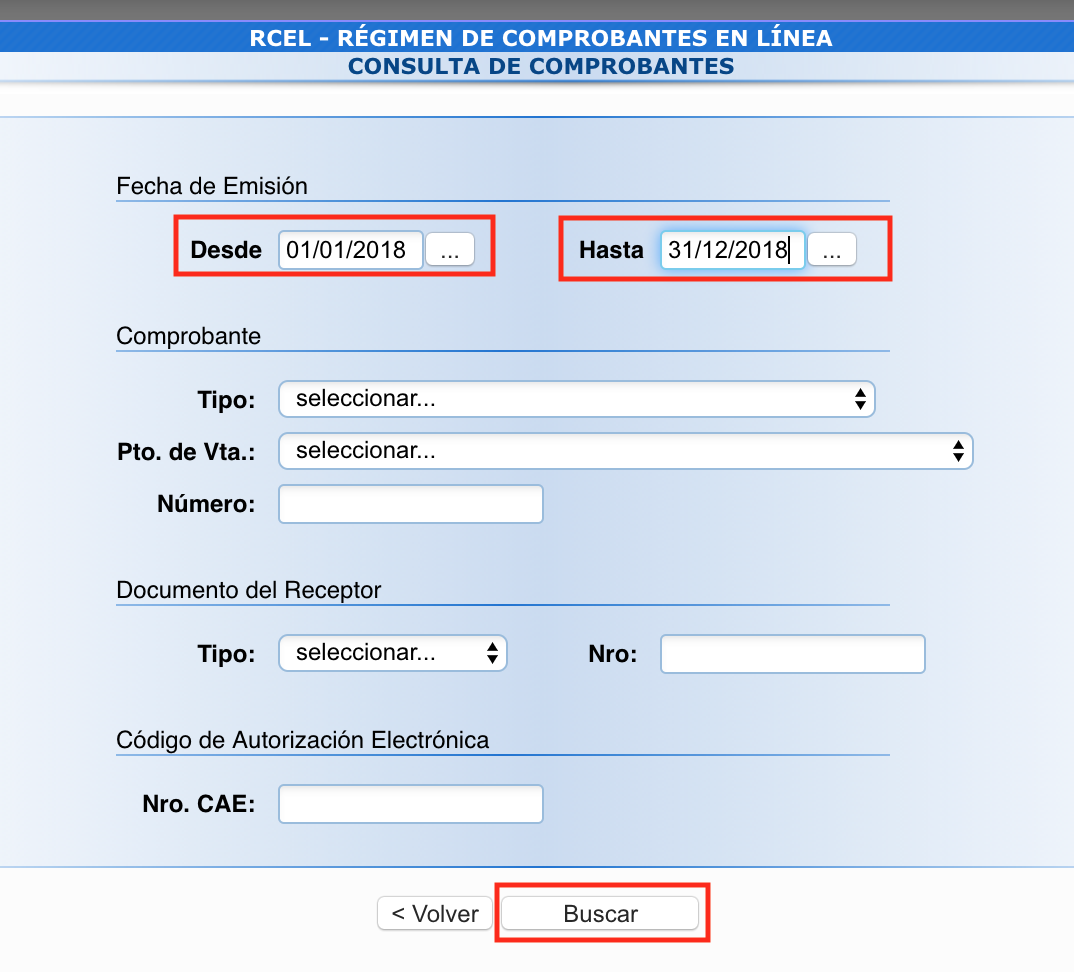 RCEL - RÉGIMEN DE COMPROBANTES EN LÍNEA
CONSULTA DE COMPROBANTES
Fecha de Emisión
Desde 01/01/2018 ... Hasta 31/12/2018 ...
Comprobante
Tipo: seleccionar...
Pto. de Vta.: seleccionar...
Número:
Documento del Receptor
Tipo: seleccionar... Nro:
Código de Autorización Electrónica
Nro. CAE:
< Volver Buscar